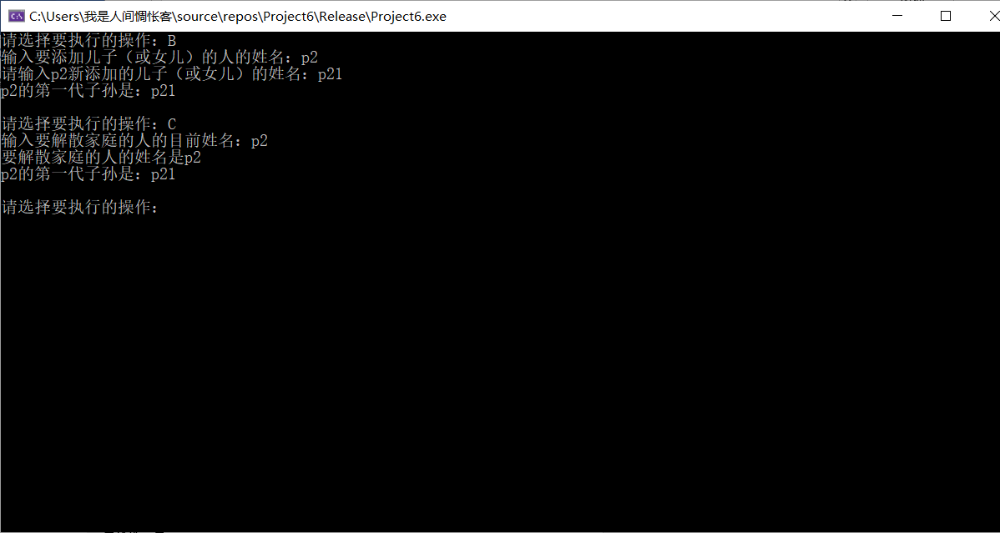 C:\Users\我是人间惆怅客\source\repos\Project6\Release\Project6.exe
请选择要执行的操作：B
输入要添加儿子（或女儿）的人的姓名：p2
请输入p2新添加的儿子（或女儿）的姓名：p21
p2的第一代子孙是：p21
请选择要执行的操作：C
输入要解散家庭的人的目前姓名：p2
要解散家庭的人的姓名是p2
p2的第一代子孙是：p21
请选择要执行的操作：